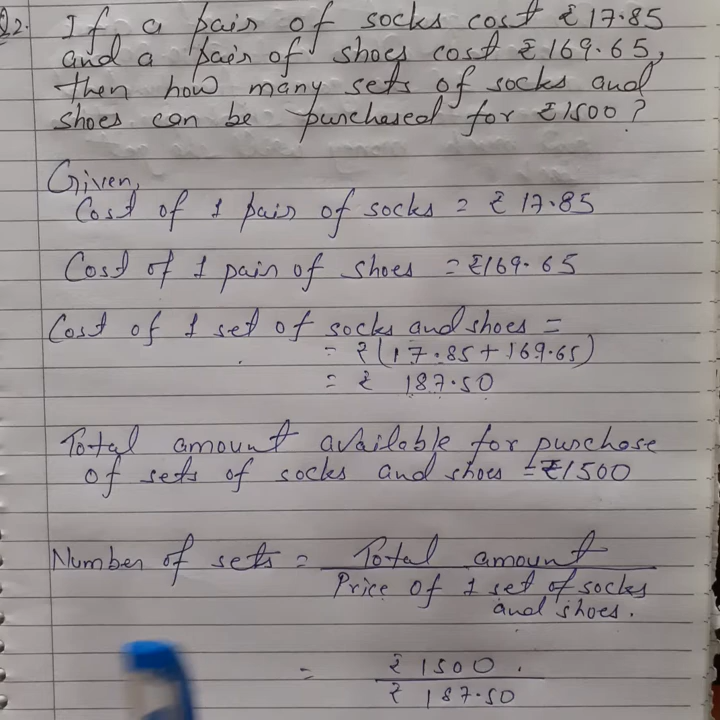 Q2. If a pair of socks cost ₹17.85
and a pair of shoes cost ₹169.65,
then how many sets of socks and
shoes can be purchased for ₹1500?
Given,
Cost of 1 pair of socks = ₹17.85
Cost of 1 pair of shoes = ₹169.65
Cost of 1 set of socks and shoes =
= ₹(17.85+169.65)
= ₹ 187.50
Total amount available for purchase
of sets of socks and shoes = ₹1500
Number of sets = Total amount
Price of 1 set of socks
and shoes.
= ₹1500.
₹187.50